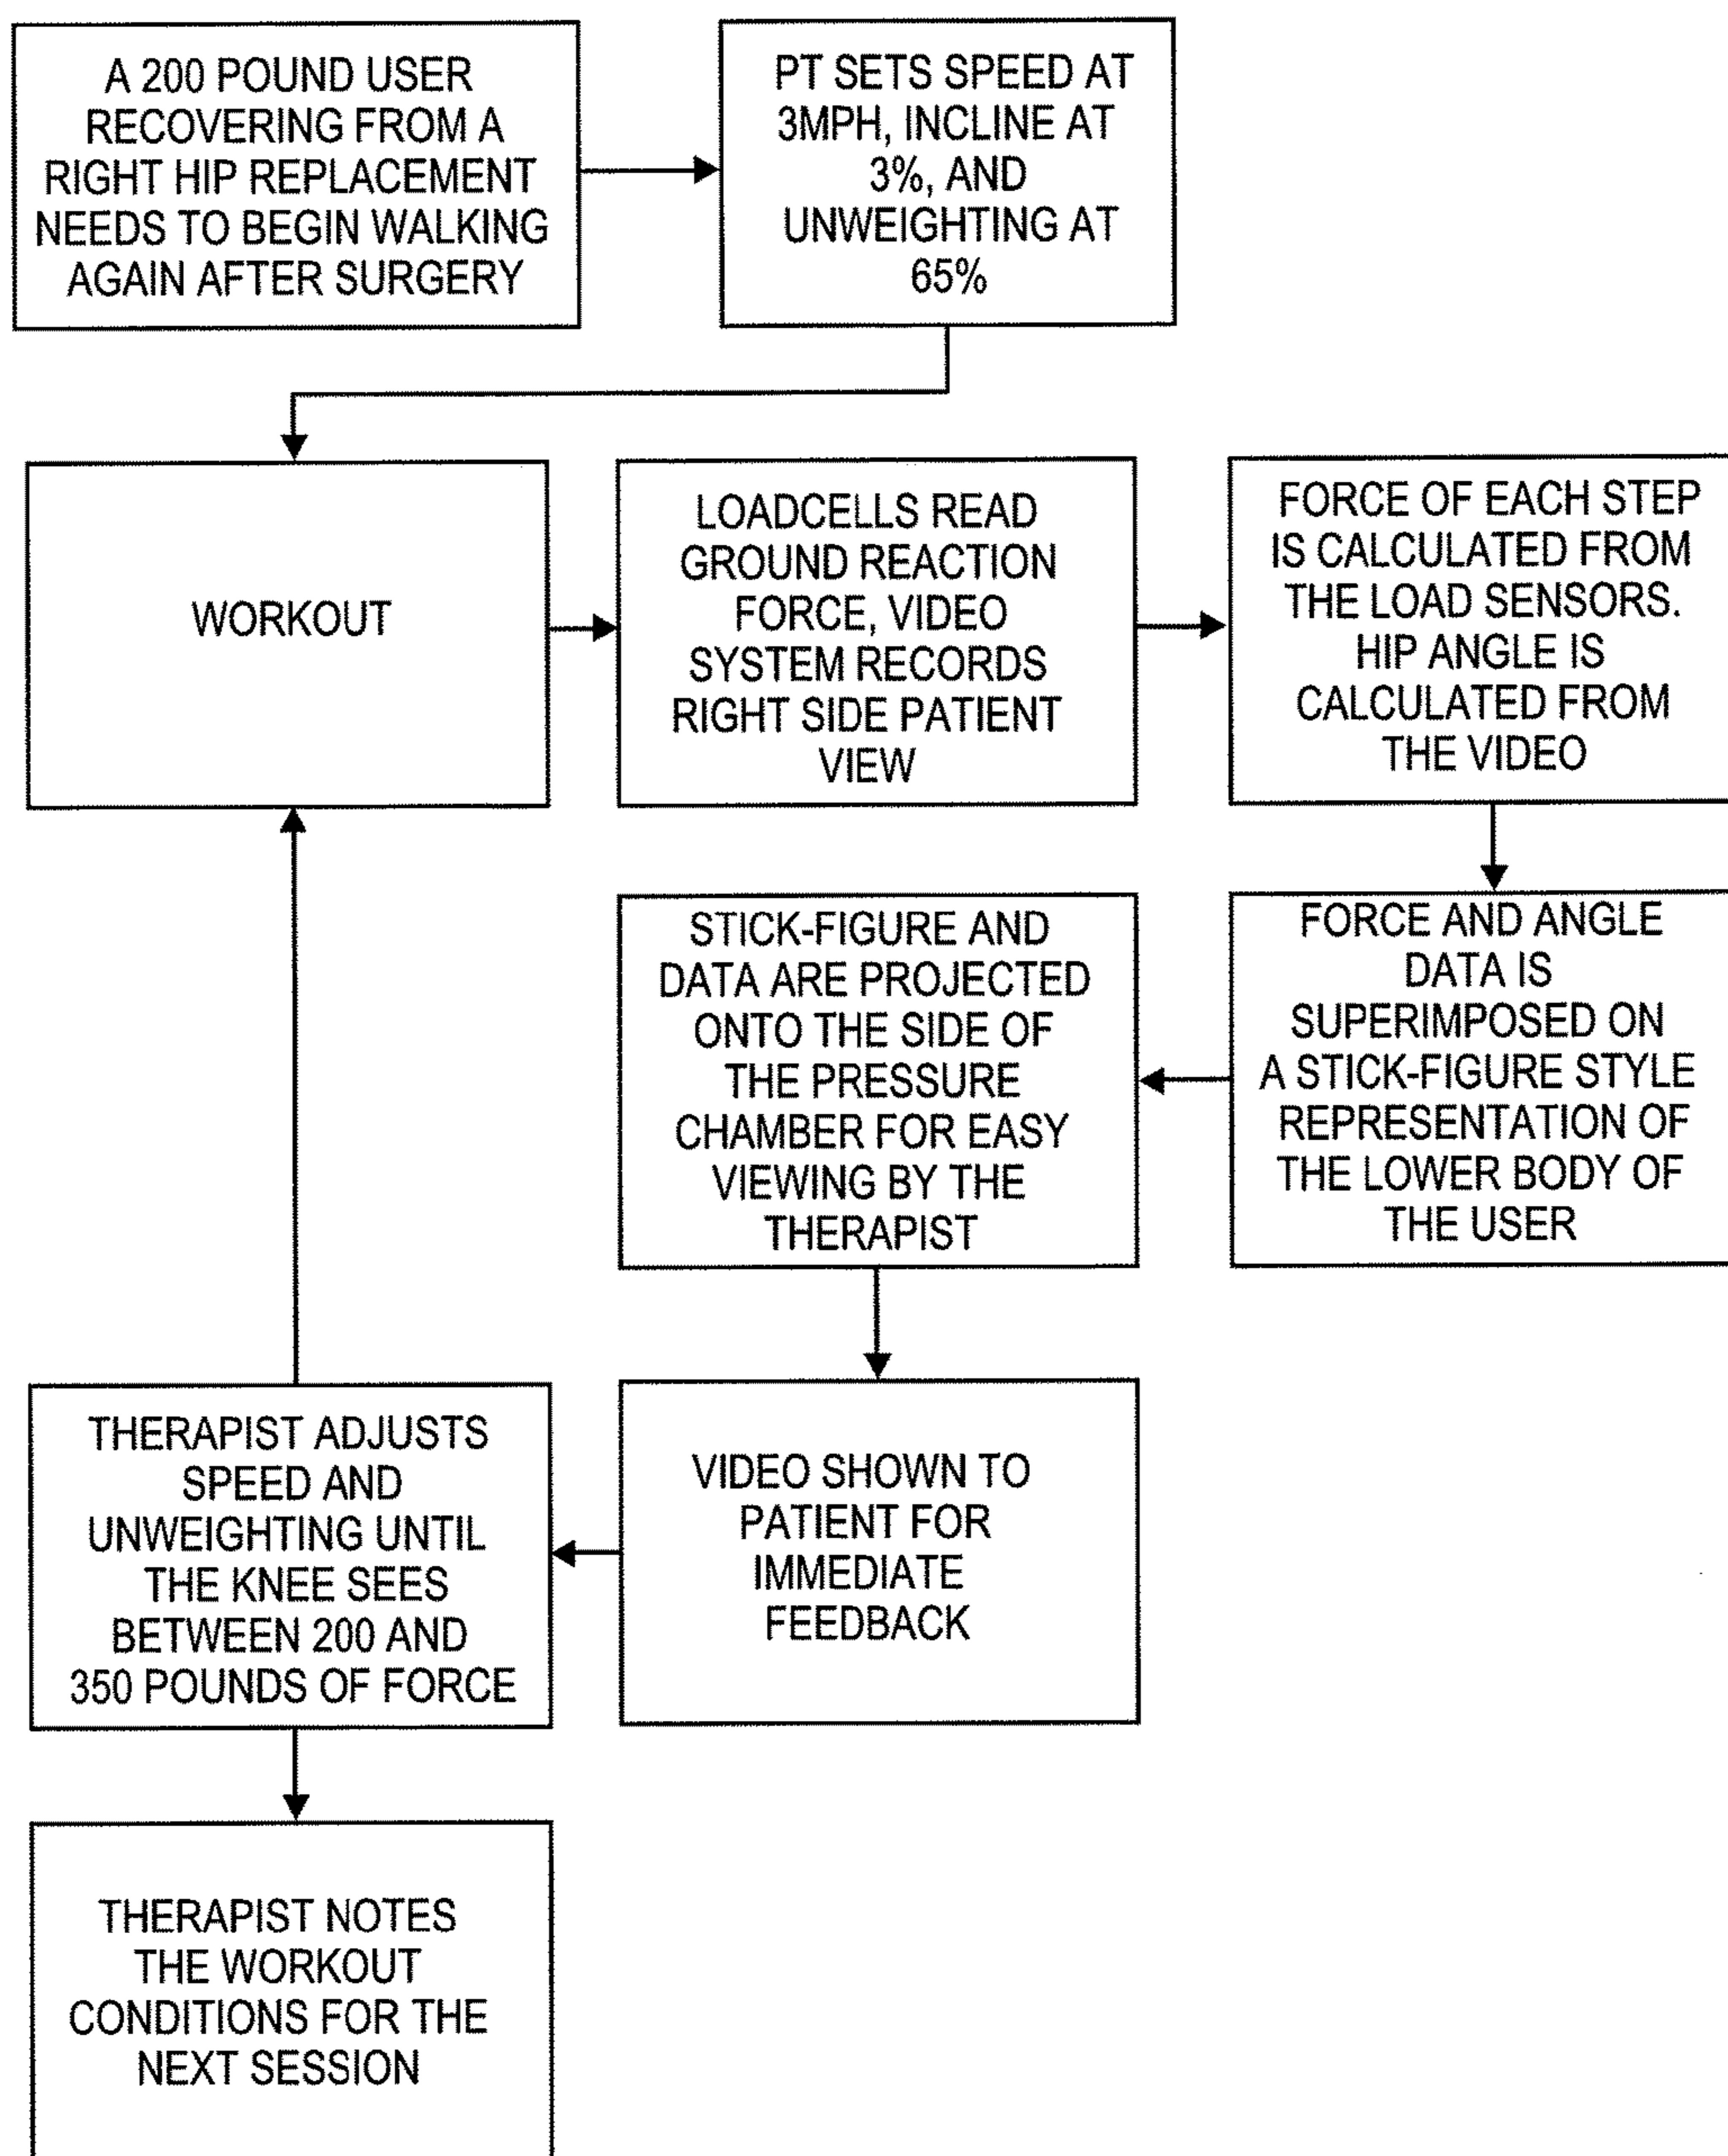 A 200 POUND USER
RECOVERING FROM A
RIGHT HIP REPLACEMENT
NEEDS TO BEGIN WALKING
AGAIN AFTER SURGERY
PT SETS SPEED AT
3MPH, INCLINE AT
3%, AND
UNWEIGHTING AT
65%
WORKOUT
LOADCELLS READ
GROUND REACTION
FORCE, VIDEO
SYSTEM RECORDS
RIGHT SIDE PATIENT
VIEW
FORCE OF EACH STEP
IS CALCULATED FROM
THE LOAD SENSORS.
HIP ANGLE IS
CALCULATED FROM
THE VIDEO
FORCE AND ANGLE
DATA IS
SUPERIMPOSED ON
A STICK-FIGURE STYLE
REPRESENTATION OF
THE LOWER BODY OF
THE USER
STICK-FIGURE AND
DATA ARE PROJECTED
ONTO THE SIDE OF
THE PRESSURE
CHAMBER FOR EASY
VIEWING BY THE
THERAPIST
VIDEO SHOWN TO
PATIENT FOR
IMMEDIATE
FEEDBACK
THERAPIST ADJUSTS
SPEED AND
UNWEIGHTING UNTIL
THE KNEE SEES
BETWEEN 200 AND
350 POUNDS OF FORCE
THERAPIST NOTES
THE WORKOUT
CONDITIONS FOR THE
NEXT SESSION